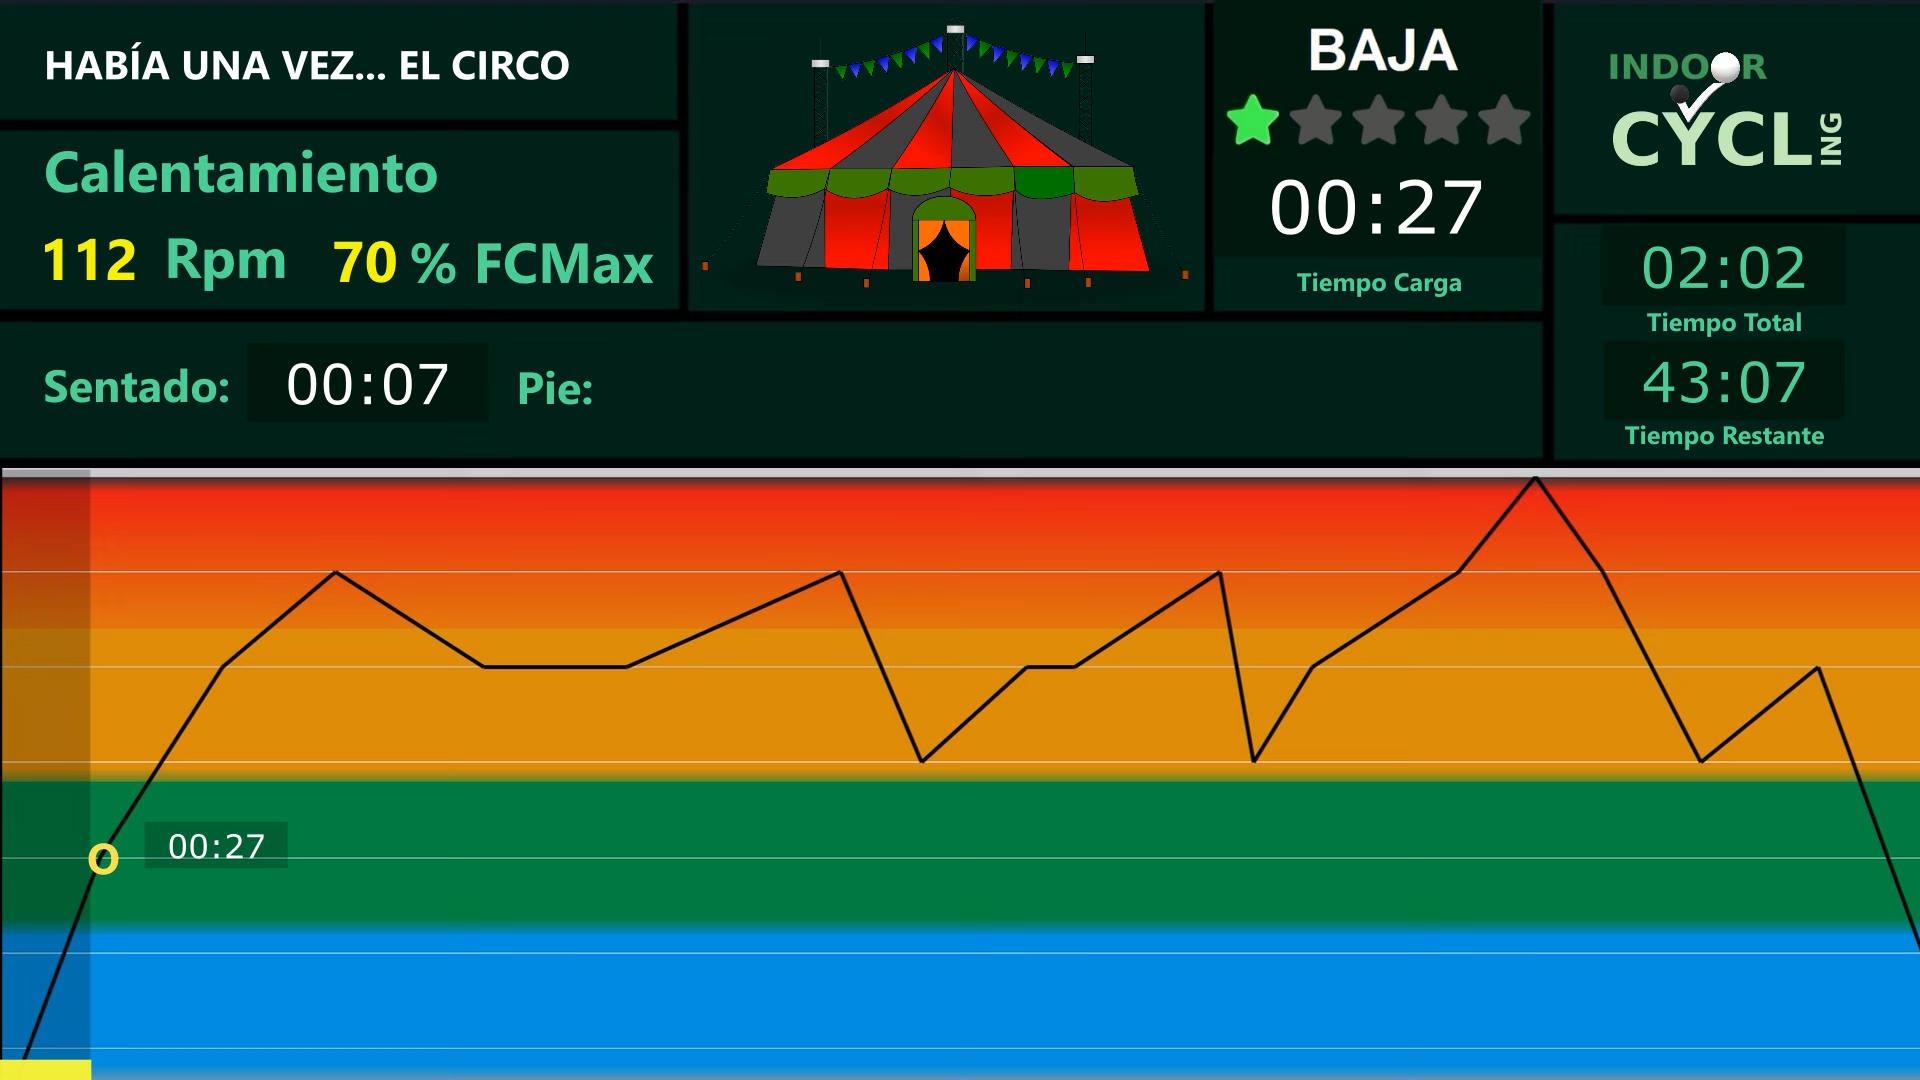 HABÍA UNA VEZ... EL CIRCO
Calentamiento
112 Rpm 70 % FCMax
BAJA
00:27
Tiempo Carga
INDOOR
CYCLING
02:02
Tiempo Total
43:07
Tiempo Restante
Sentado: 00:07 Pie:
00:27